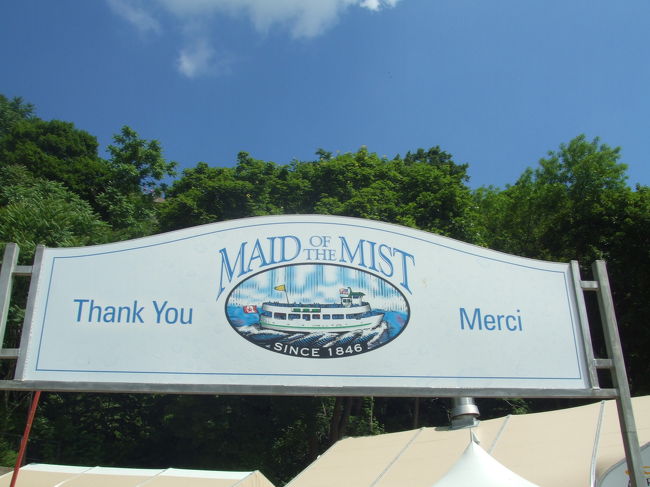 MAID OF THE MIST
Thank You
Merci
SINCE 1846